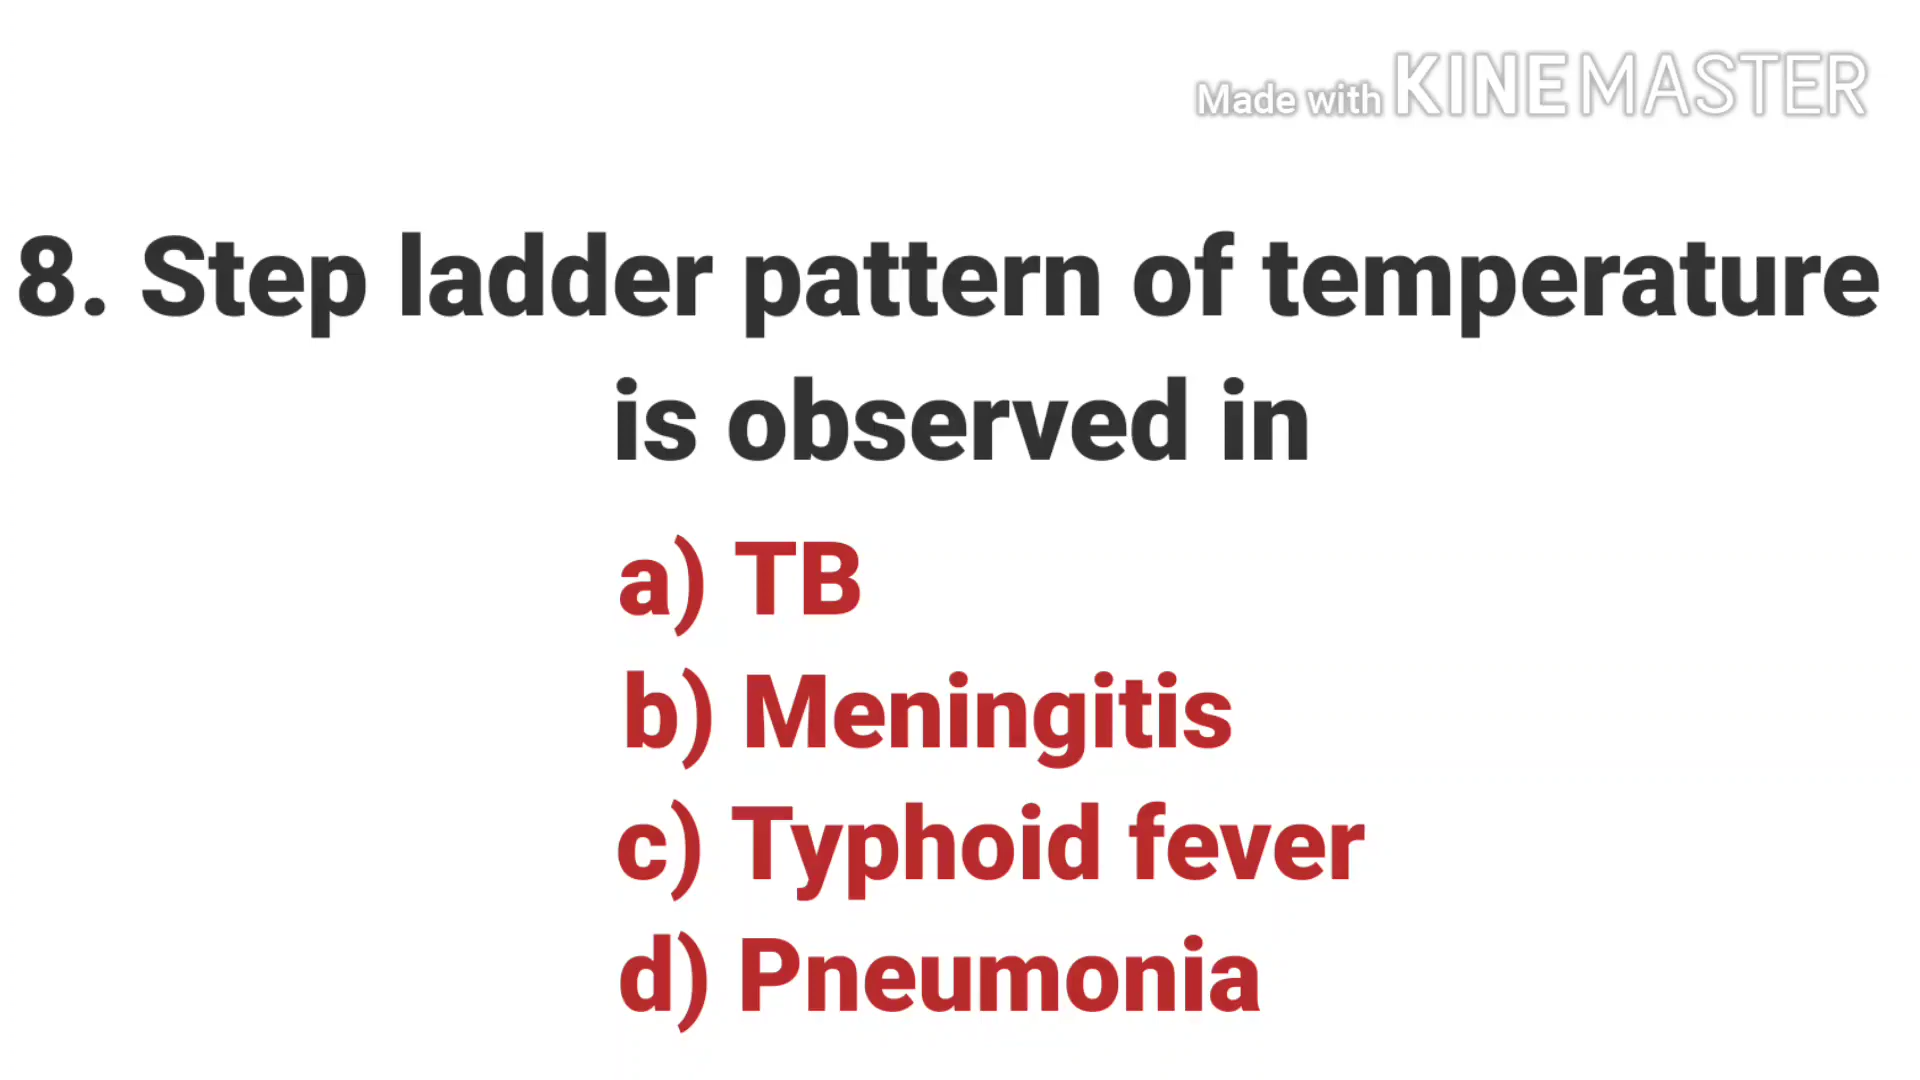 Made with KINEMASTER
8. Step ladder pattern of temperature
is observed in
a) TB
b) Meningitis
c) Typhoid fever
d) Pneumonia